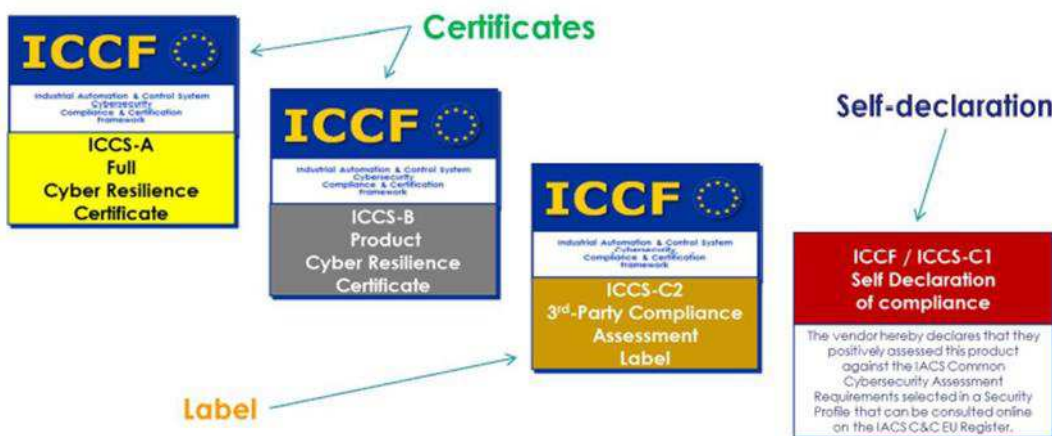 Certificates
ICCF
Industrial Automation & Control System
Cybersecurity
Compliance & Certification
Framework
ICCS-A
Full
Cyber Resilience
Certificate
ICCF
Industrial Automation & Control System
Cybersecurity
Compliance & Certification
Framework
ICCS-B
Product
Cyber Resilience
Certificate
ICCF
Industrial Automation & Control System
Cybersecurity
Compliance & Certification
Framework
ICCS-C2
3rd-Party Compliance
Assessment
Label
Label
Self-declaration
ICCF / ICCS-C1
Self Declaration
of compliance
The vendor hereby declares that they
positively assessed this product
against the IACS Common
Cybersecurity Assessment
Requirements selected in a Security
Profile that can be consulted online
on the IACS C&C EU Register.